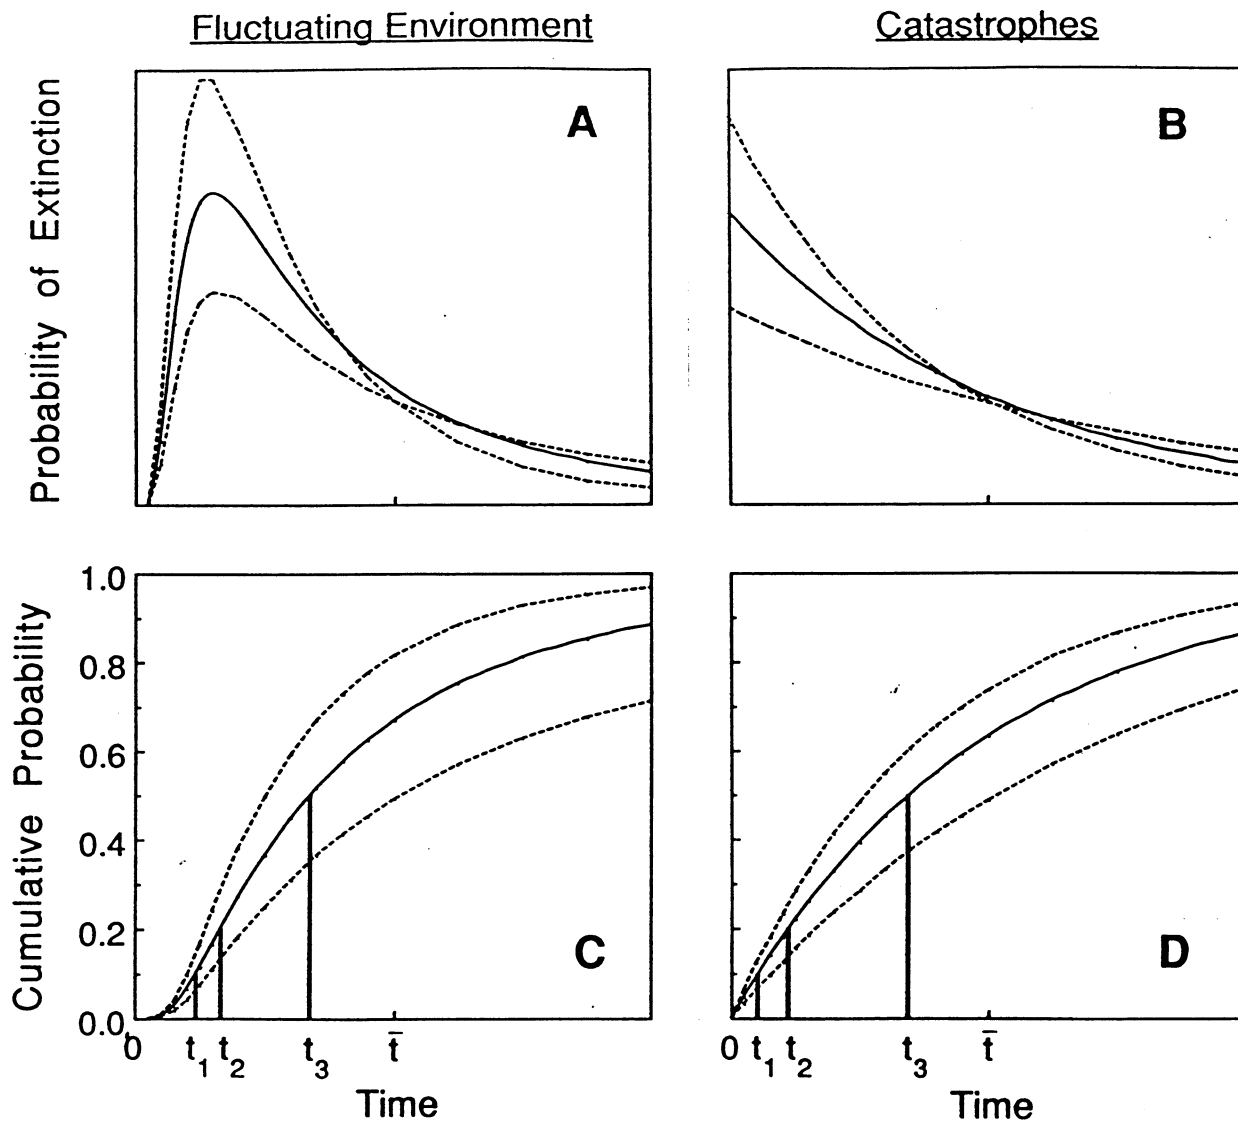 Fluctuating Environment
Catastrophes
Probability of Extinction
A
B
1.0
0.8
0.6
0.4
0.2
0.0
Cumulative Probability
C
D
0 t1 t2 t3 t̄
0 t1 t2 t3 t̄
Time
Time